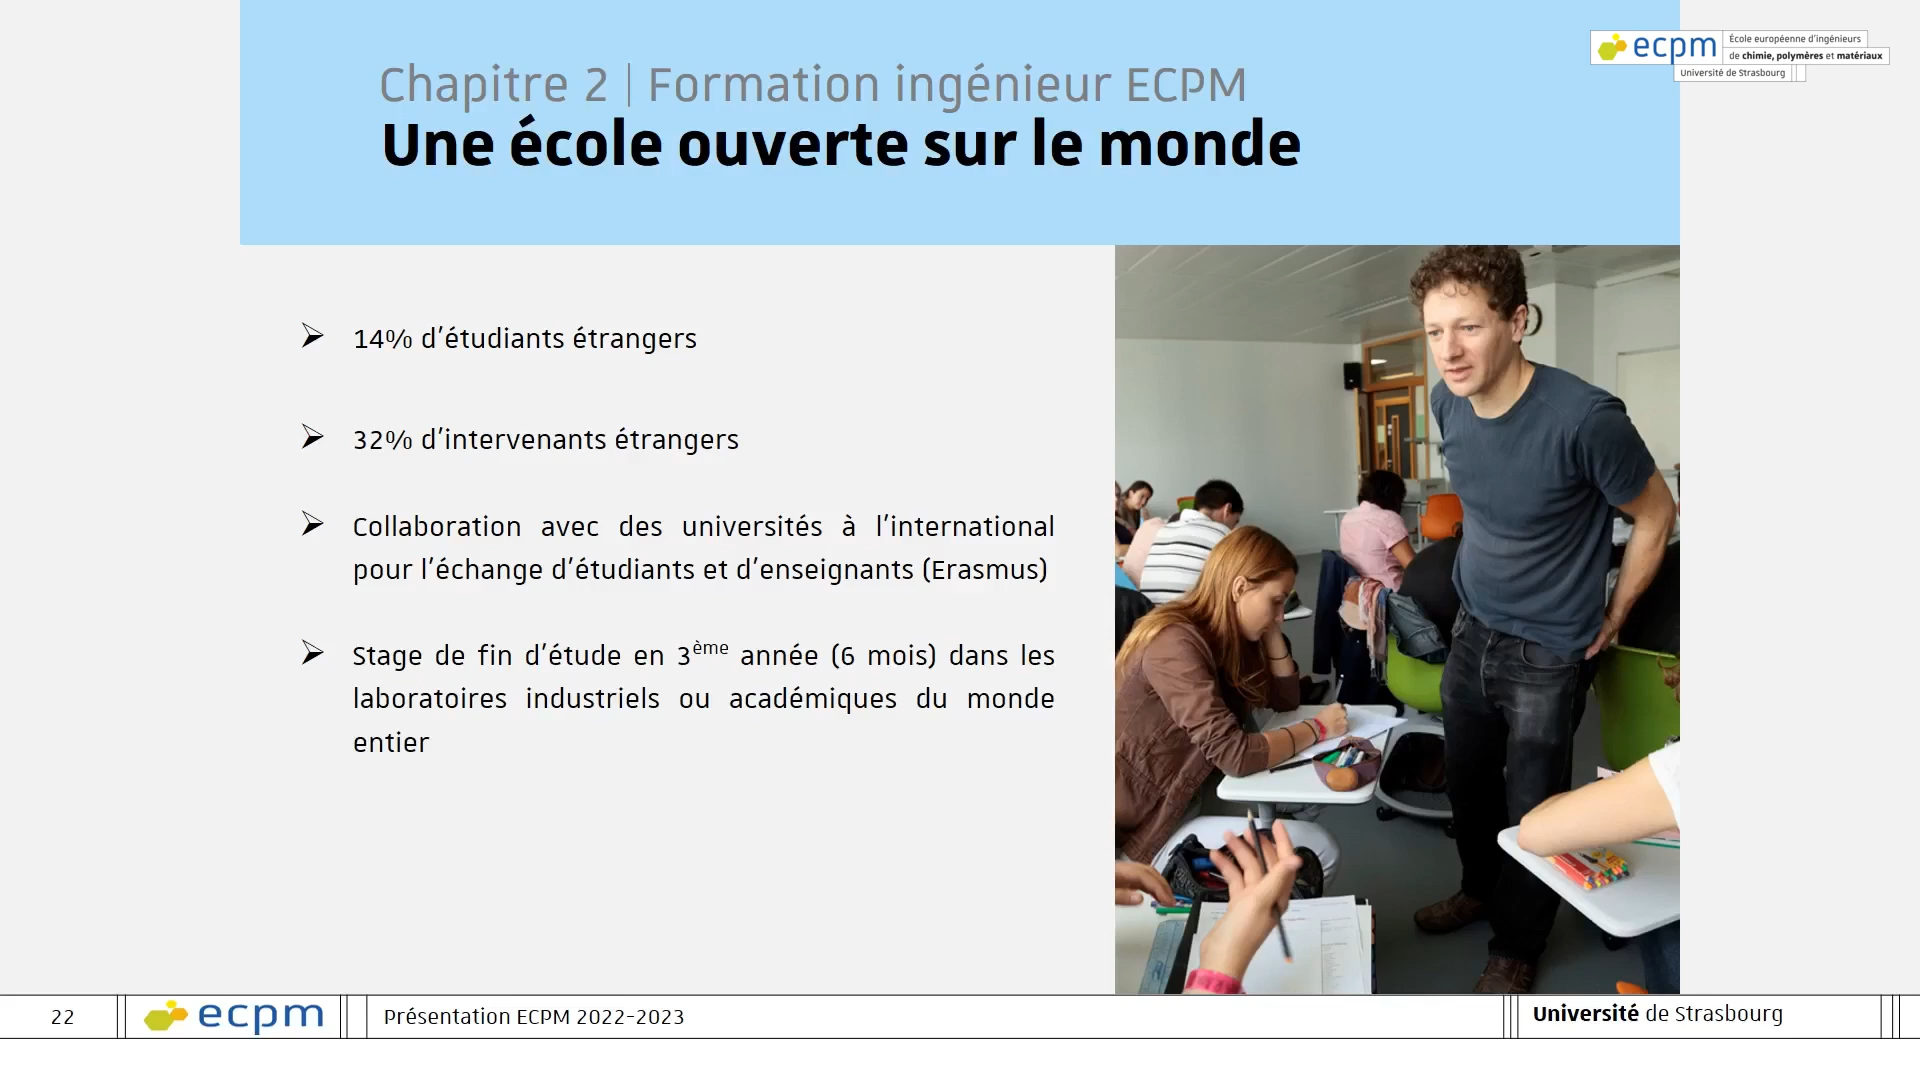 ecpm
École européenne d'ingénieurs
de chimie, polymères et matériaux
Université de Strasbourg
Chapitre 2 | Formation ingénieur ECPM
Une école ouverte sur le monde
14% d'étudiants étrangers
32% d'intervenants étrangers
Collaboration avec des universités à l'international
pour l'échange d'étudiants et d'enseignants (Erasmus)
Stage de fin d'étude en 3ème année (6 mois) dans les
laboratoires industriels ou académiques du monde
entier
22
ecpm
Présentation ECPM 2022-2023
Université de Strasbourg